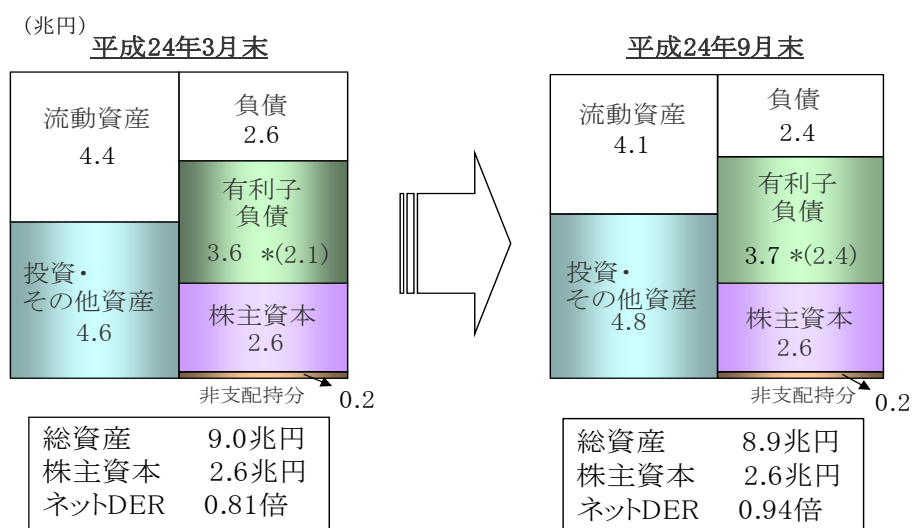 (兆円)
平成24年3月末
流動資産
4.4
負債
2.6
有利子
負債
3.6 *(2.1)
投資・
その他資産
4.6
株主資本
2.6
非支配持分
0.2
総資産 9.0兆円
株主資本 2.6兆円
ネットDER 0.81倍
平成24年9月末
流動資産
4.1
負債
2.4
有利子
負債
3.7 *(2.4)
投資・
その他資産
4.8
株主資本
2.6
非支配持分
0.2
総資産 8.9兆円
株主資本 2.6兆円
ネットDER 0.94倍